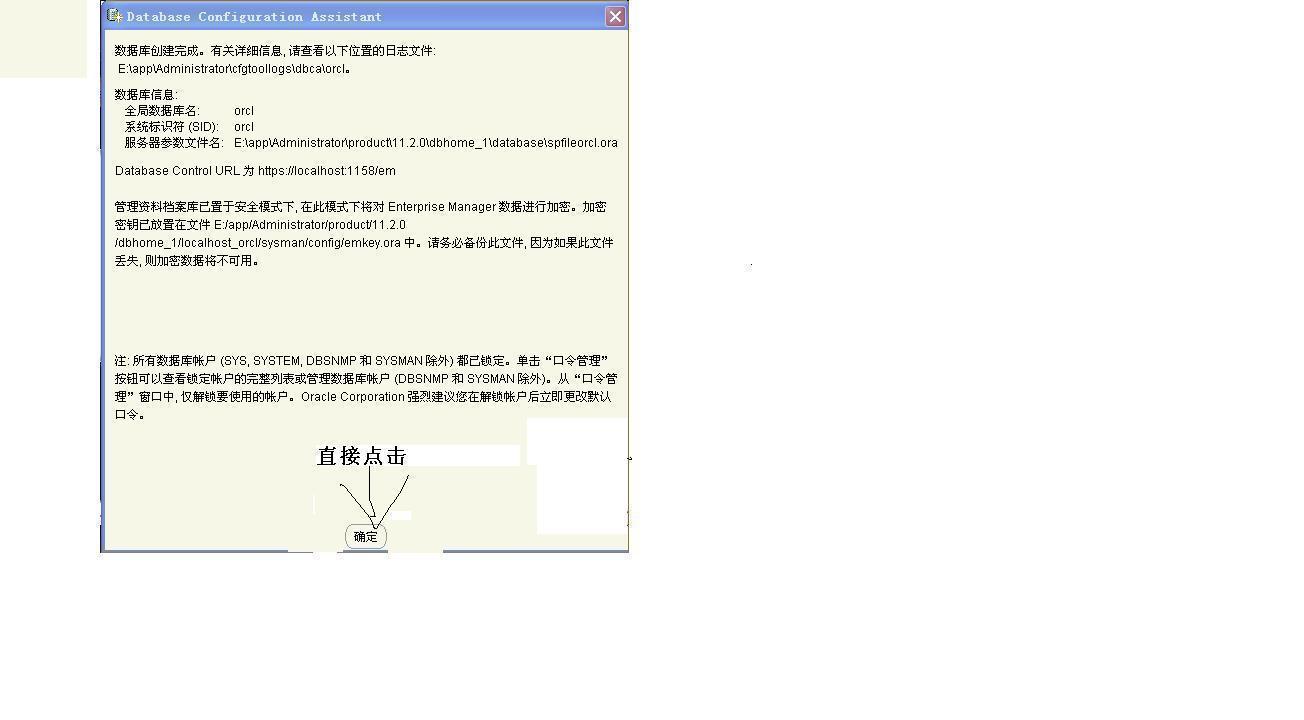 Database Configuration Assistant
数据库创建完成。有关详细信息, 请查看以下位置的日志文件:
E:\app\Administrator\cfgtoollogs\dbca\orcl。
数据库信息:
全局数据库名: orcl
系统标识符 (SID): orcl
服务器参数文件名: E:\app\Administrator\product\11.2.0\dbhome_1\database\spfileorcl.ora
Database Control URL 为 https://localhost:1158/em
管理资料档案库已置于安全模式下, 在此模式下将对 Enterprise Manager 数据进行加密。加密
密钥已放置在文件 E:/app/Administrator/product/11.2.0
/dbhome_1/localhost_orcl/sysman/config/emkey.ora 中。请务必备份此文件, 因为如果此文件
丢失, 则加密数据将不可用。
注: 所有数据库帐户 (SYS, SYSTEM, DBSNMP 和 SYSMAN 除外) 都已锁定。单击“口令管理”
按钮可以查看锁定帐户的完整列表或管理数据库帐户 (DBSNMP 和 SYSMAN 除外)。从“口令管
理”窗口中, 仅解锁要使用的帐户。Oracle Corporation 强烈建议您在解锁帐户后立即更改默认
口令。
直接点击
确定